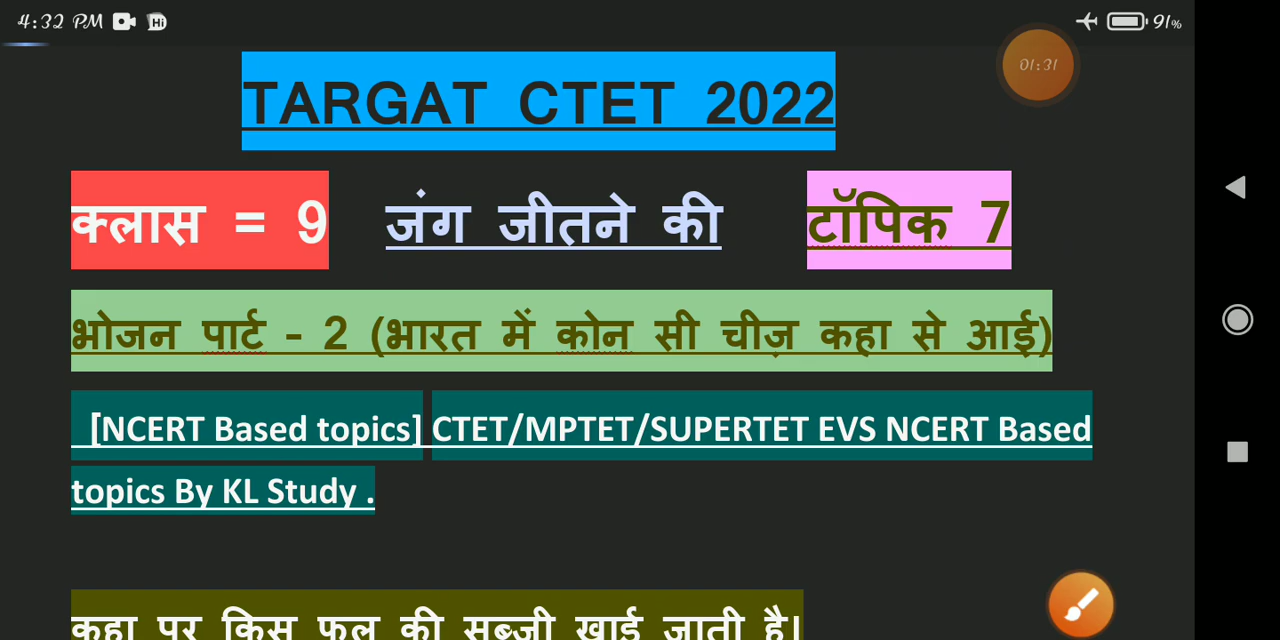 4:32 PM Hi 91%
01:31
TARGAT CTET 2022
क्लास = 9 जंग जीतने की टॉपिक 7
भोजन पार्ट - 2 (भारत में कोन सी चीज़ कहा से आई)
[NCERT Based topics] CTET/MPTET/SUPERTET EVS NCERT Based
topics By KL Study .
कहा पर किस फल की सब्जी खाई जाती है।